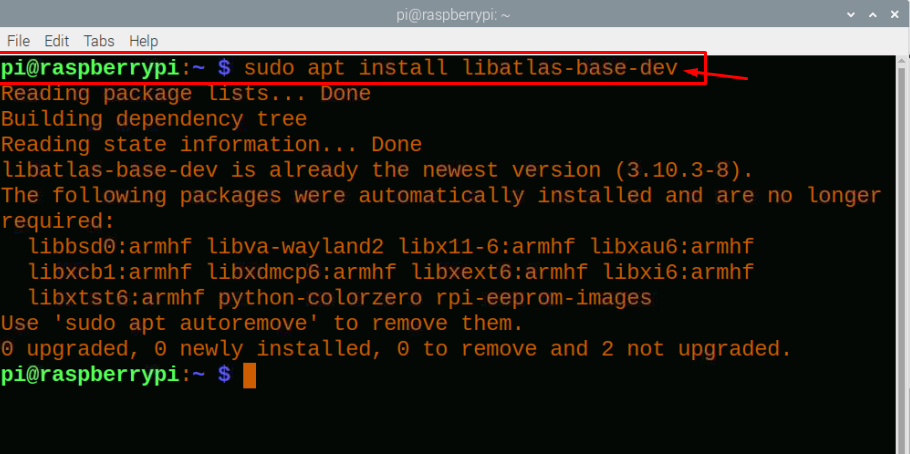 pi@raspberrypi: ~
File Edit Tabs Help
pi@raspberrypi:~ $ sudo apt install libatlas-base-dev
Reading package lists... Done
Building dependency tree
Reading state information... Done
libatlas-base-dev is already the newest version (3.10.3-8).
The following packages were automatically installed and are no longer
required:
  libbsd0:armhf libva-wayland2 libx11-6:armhf libxau6:armhf
  libxcb1:armhf libxdmcp6:armhf libxext6:armhf libxi6:armhf
  libxtst6:armhf python-colorzero rpi-eeprom-images
Use 'sudo apt autoremove' to remove them.
0 upgraded, 0 newly installed, 0 to remove and 2 not upgraded.
pi@raspberrypi:~ $